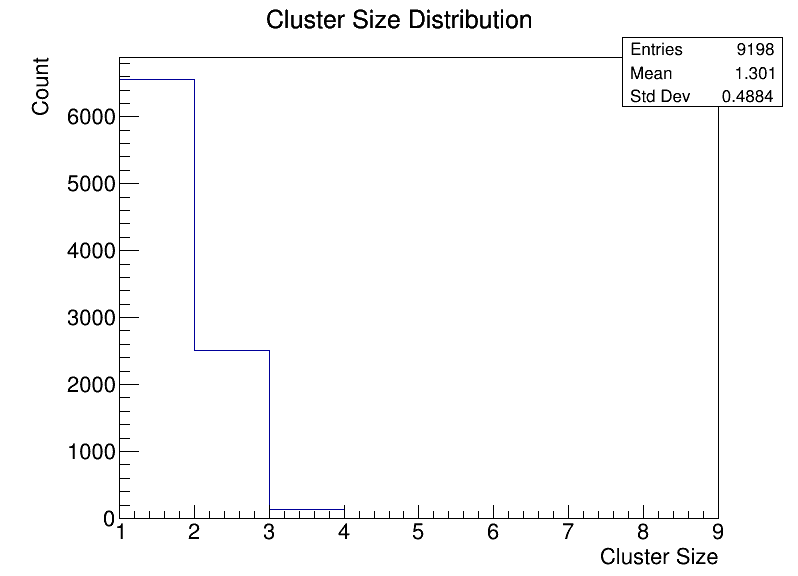 Cluster Size Distribution
Entries 9198
Mean 1.301
Std Dev 0.4884
Count
6000
5000
4000
3000
2000
1000
0
1 2 3 4 5 6 7 8 9
Cluster Size